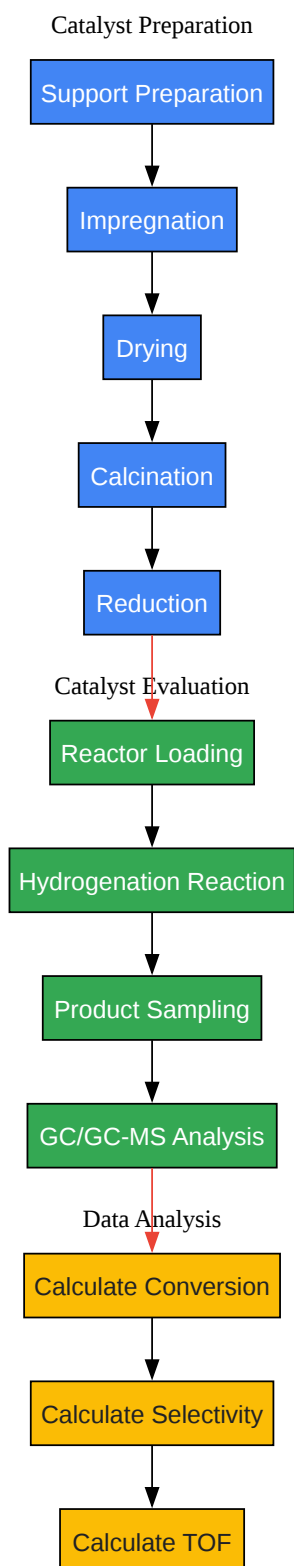 Catalyst Preparation
Support Preparation
Impregnation
Drying
Calcination
Reduction
Catalyst Evaluation
Reactor Loading
Hydrogenation Reaction
Product Sampling
GC/GC-MS Analysis
Data Analysis
Calculate Conversion
Calculate Selectivity
Calculate TOF